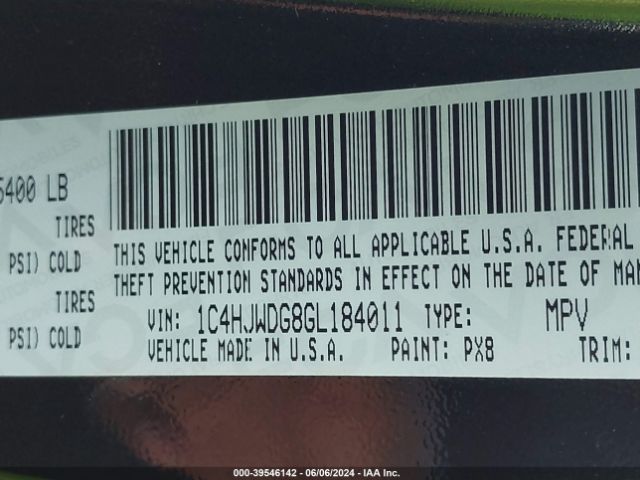 5400 LB
TIRES
PSI) COLD
TIRES
PSI) COLD
THIS VEHICLE CONFORMS TO ALL APPLICABLE U.S.A. FEDERAL
THEFT PREVENTION STANDARDS IN EFFECT ON THE DATE OF MAN
VIN: 1C4HJWDG8GL184011 TYPE: MPV
VEHICLE MADE IN U.S.A. PAINT: PX8 TRIM:
000-39546142 - 06/06/2024 - IAA Inc.